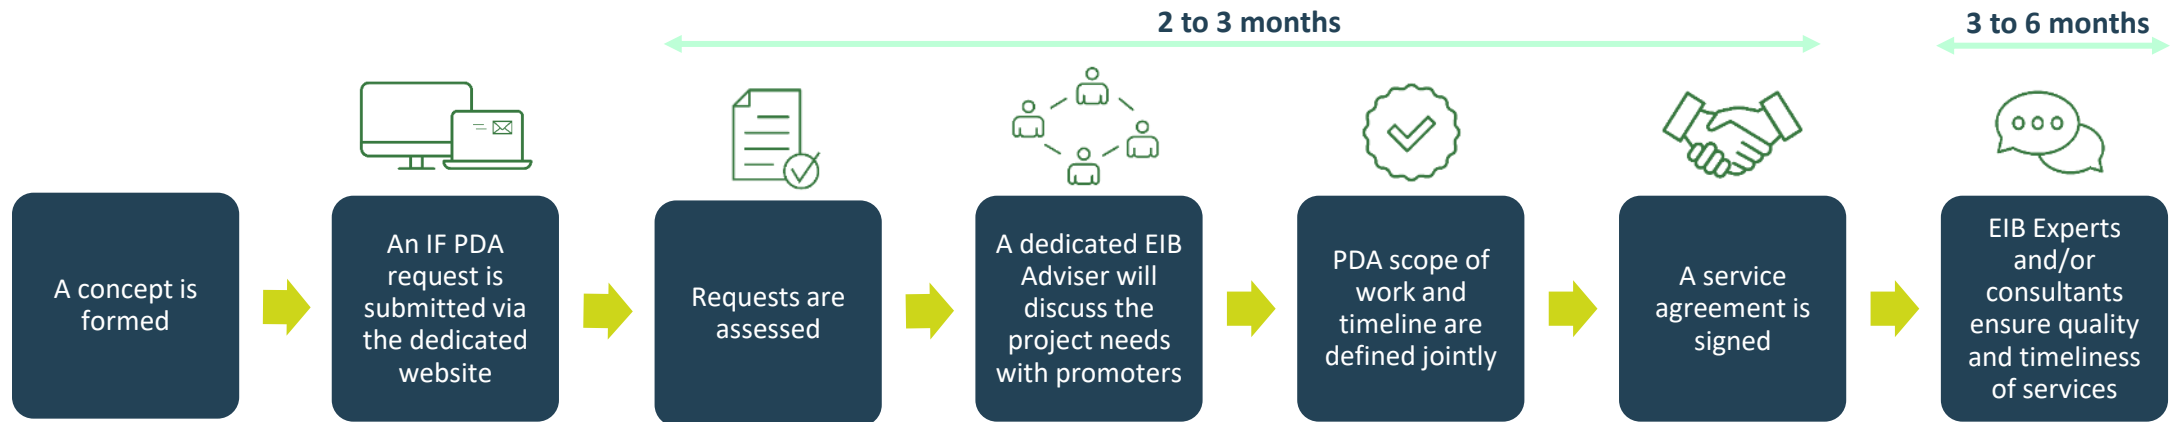 2 to 3 months
3 to 6 months
A concept is
formed
An IF PDA
request is
submitted via
the dedicated
website
Requests are
assessed
A dedicated EIB
Adviser will
discuss the
project needs
with promoters
PDA scope of
work and
timeline are
defined jointly
A service
agreement is
signed
EIB Experts
and/or
consultants
ensure quality
and timeliness
of services